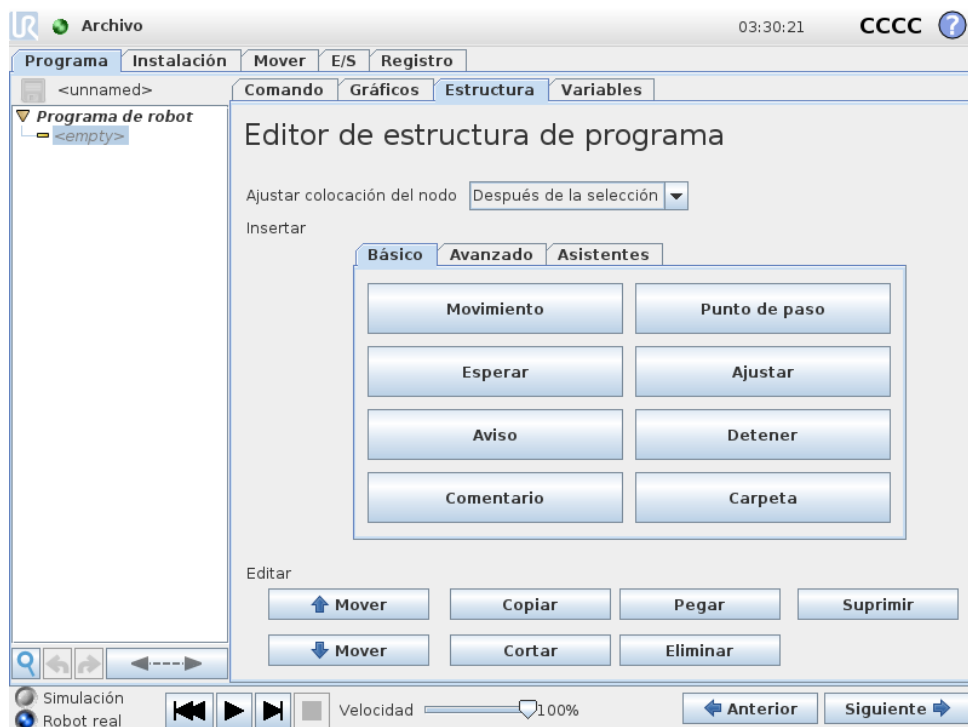 UR Archivo 03:30:21 CCCC ?
Programa Instalación Mover E/S Registro
<unnamed>
Comando Gráficos Estructura Variables
Programa de robot
<empty>
Editor de estructura de programa
Ajustar colocación del nodo Después de la selección
Insertar
Básico Avanzado Asistentes
Movimiento Punto de paso
Esperar Ajustar
Aviso Detener
Comentario Carpeta
Editar
Mover Copiar Pegar Suprimir
Mover Cortar Eliminar
Simulación
Robot real
Velocidad 100%
Anterior Siguiente